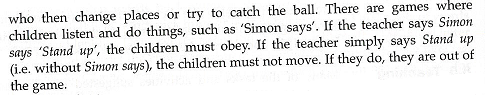 who then change places or try to catch the ball. There are games where
children listen and do things, such as 'Simon says'. If the teacher says Simon
says 'Stand up', the children must obey. If the teacher simply says Stand up
(i.e. without Simon says), the children must not move. If they do, they are out of
the game.